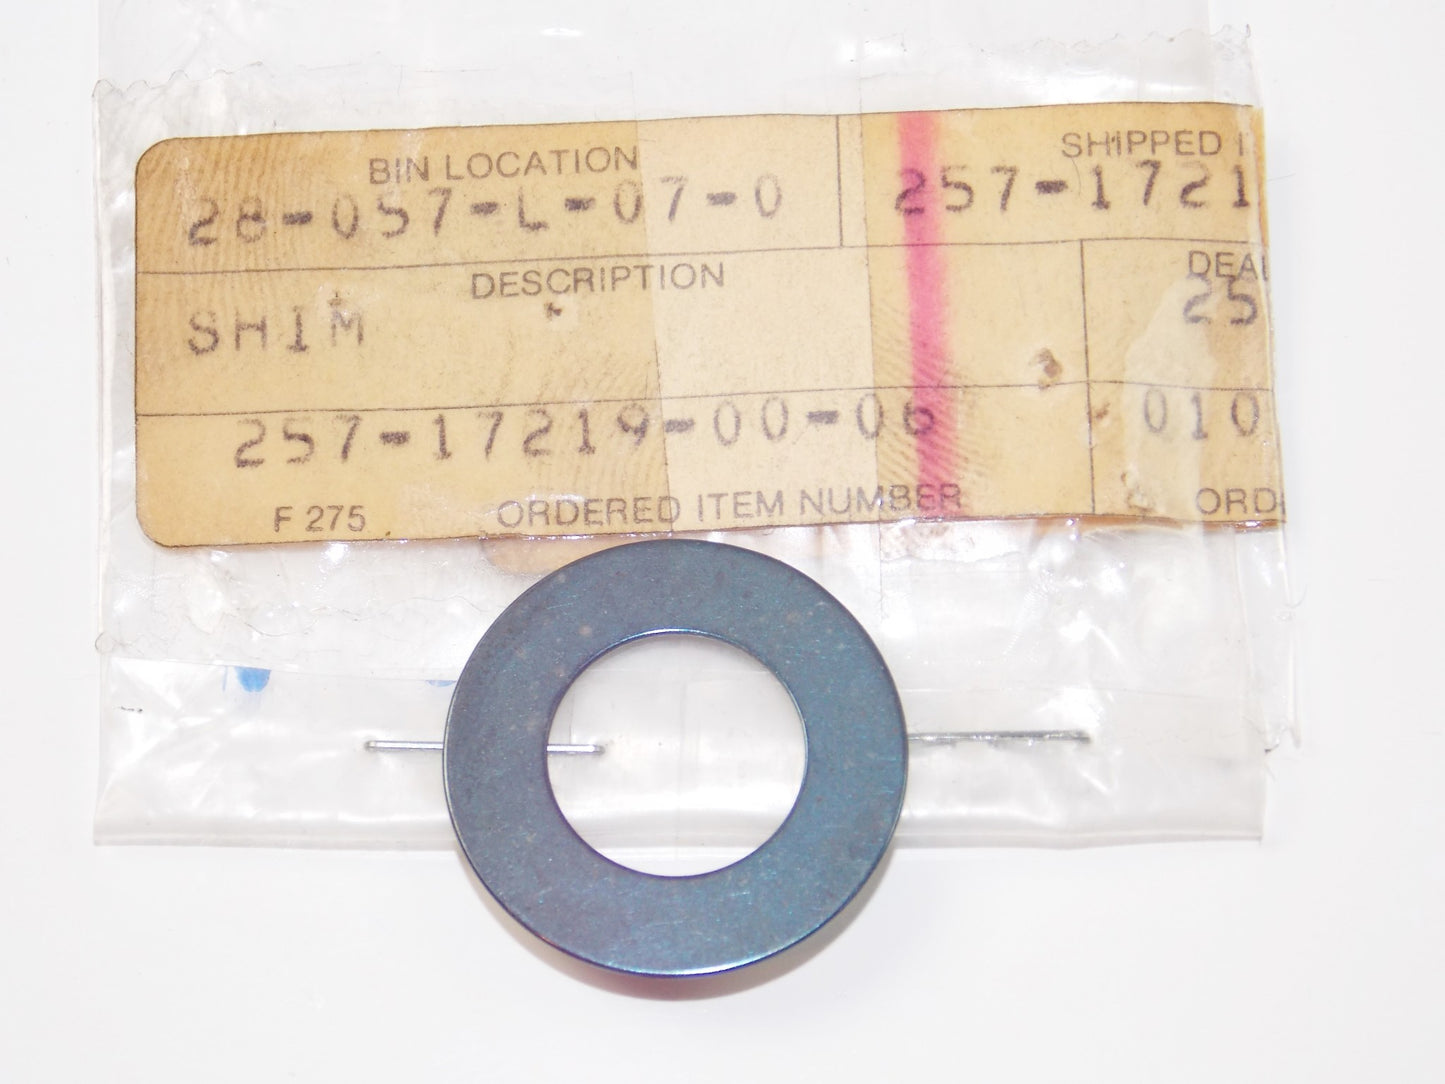 BIN LOCATION SHIPPED I
28-057-L-07-0 257-1721
DESCRIPTION DEAL
SHIM 25
257-17219-00-06 010
F 275 ORDERED ITEM NUMBER ORD